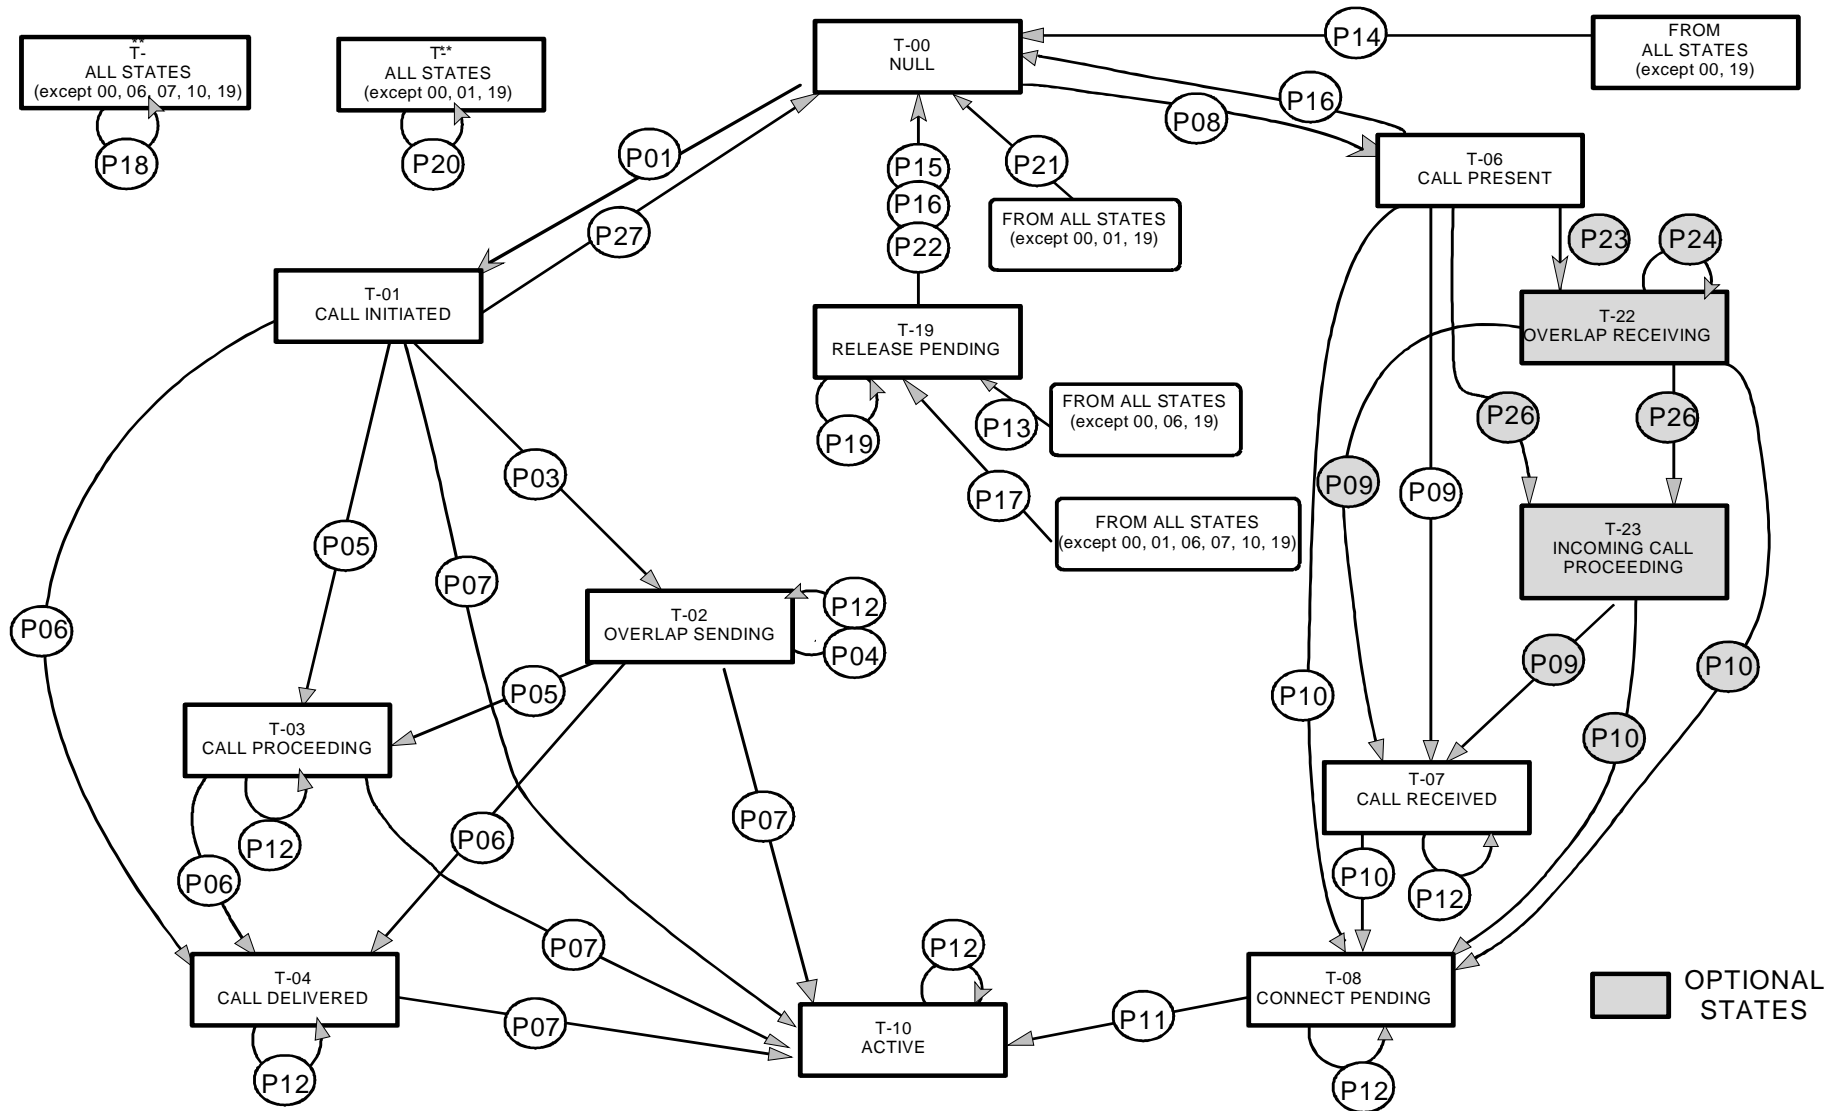 **
T-
ALL STATES
(except 00, 06, 07, 10, 19)
P18
T-**
ALL STATES
(except 00, 01, 19)
P20
T-00
NULL
P14
FROM
ALL STATES
(except 00, 19)
P16
P08
P01
P27
P15
P16
P22
P21
FROM ALL STATES
(except 00, 01, 19)
T-06
CALL PRESENT
P23
P24
T-01
CALL INITIATED
T-19
RELEASE PENDING
T-22
OVERLAP RECEIVING
P19
P13
FROM ALL STATES
(except 00, 06, 19)
P17
FROM ALL STATES
(except 00, 01, 06, 07, 10, 19)
P26
P26
P09
P09
P03
P05
P07
P06
T-23
INCOMING CALL
PROCEEDING
T-02
OVERLAP SENDING
P12
P04
P05
P09
P10
P10
P10
T-03
CALL PROCEEDING
P12
P06
P06
P07
T-07
CALL RECEIVED
P10
P12
P07
P12
T-04
CALL DELIVERED
P07
P12
T-10
ACTIVE
P11
T-08
CONNECT PENDING
P12
OPTIONAL
STATES